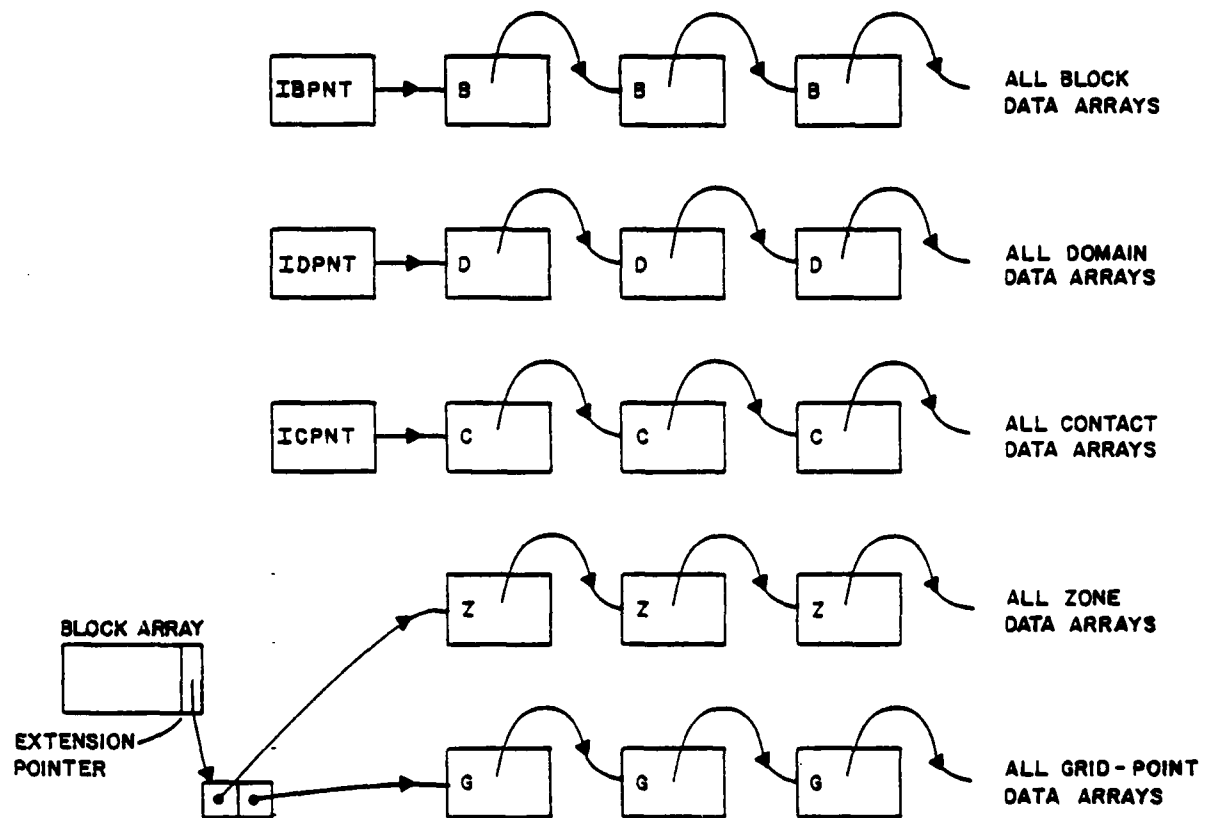 IBPNT
B
B
B
ALL BLOCK
DATA ARRAYS
IDPNT
D
D
D
ALL DOMAIN
DATA ARRAYS
ICPNT
C
C
C
ALL CONTACT
DATA ARRAYS
Z
Z
Z
ALL ZONE
DATA ARRAYS
BLOCK ARRAY
EXTENSION
POINTER
G
G
G
ALL GRID-POINT
DATA ARRAYS